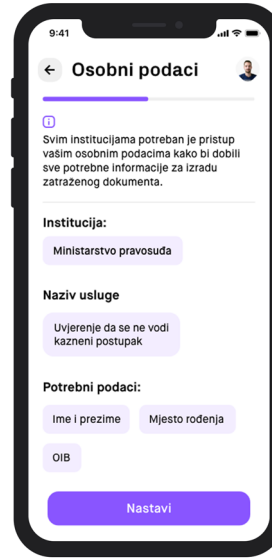 9:41
Osobni podaci
Svim institucijama potreban je pristup
vašim osobnim podacima kako bi dobili
sve potrebne informacije za izradu
zatraženog dokumenta.
Institucija:
Ministarstvo pravosuđa
Naziv usluge
Uvjerenje da se ne vodi
kazneni postupak
Potrebni podaci:
Ime i prezime Mjesto rođenja
OIB
Nastavi